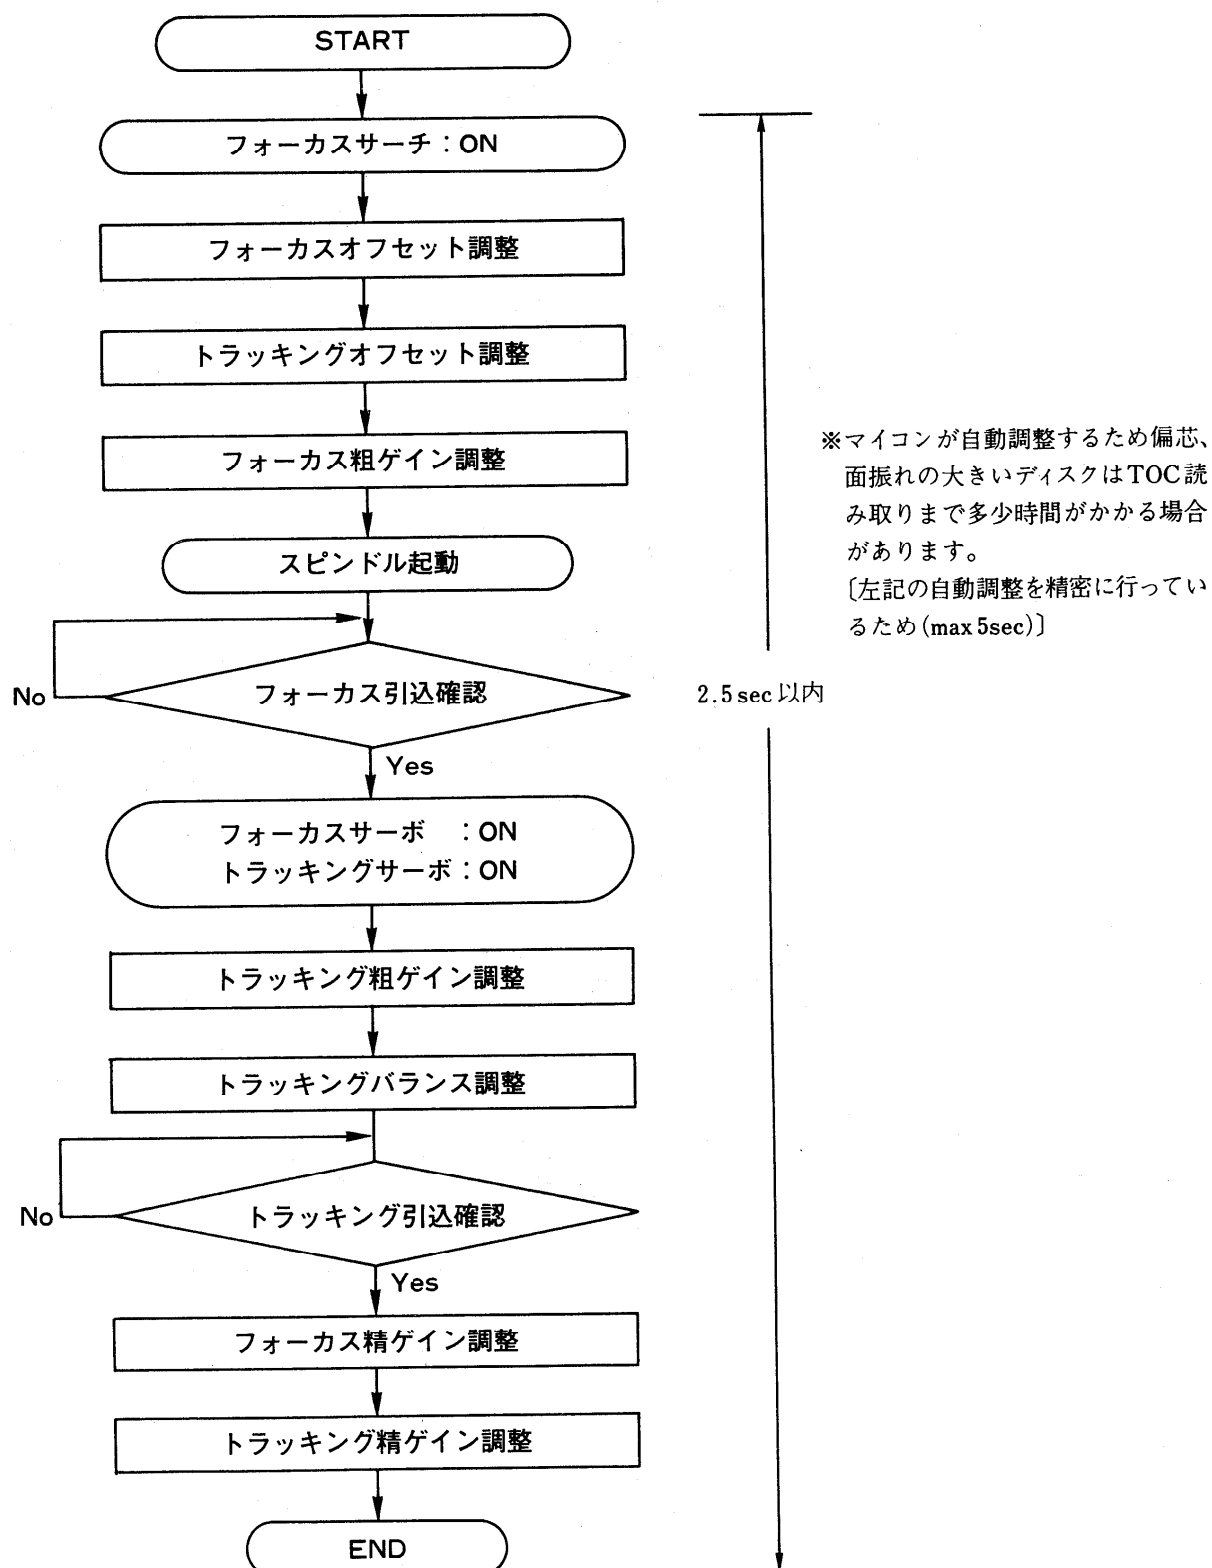 START
フォーカスサーチ：ON
フォーカスオフセット調整
トラッキングオフセット調整
フォーカス粗ゲイン調整
スピンドル起動
フォーカス引込確認
No
Yes
フォーカスサーボ　：ON
トラッキングサーボ：ON
トラッキング粗ゲイン調整
トラッキングバランス調整
トラッキング引込確認
No
Yes
フォーカス精ゲイン調整
トラッキング精ゲイン調整
END
2.5sec以内
※マイコンが自動調整するため偏芯、
面振れの大きいディスクはTOC読
み取りまで多少時間がかかる場合
があります。
〔左記の自動調整を精密に行ってい
るため(max 5sec)〕